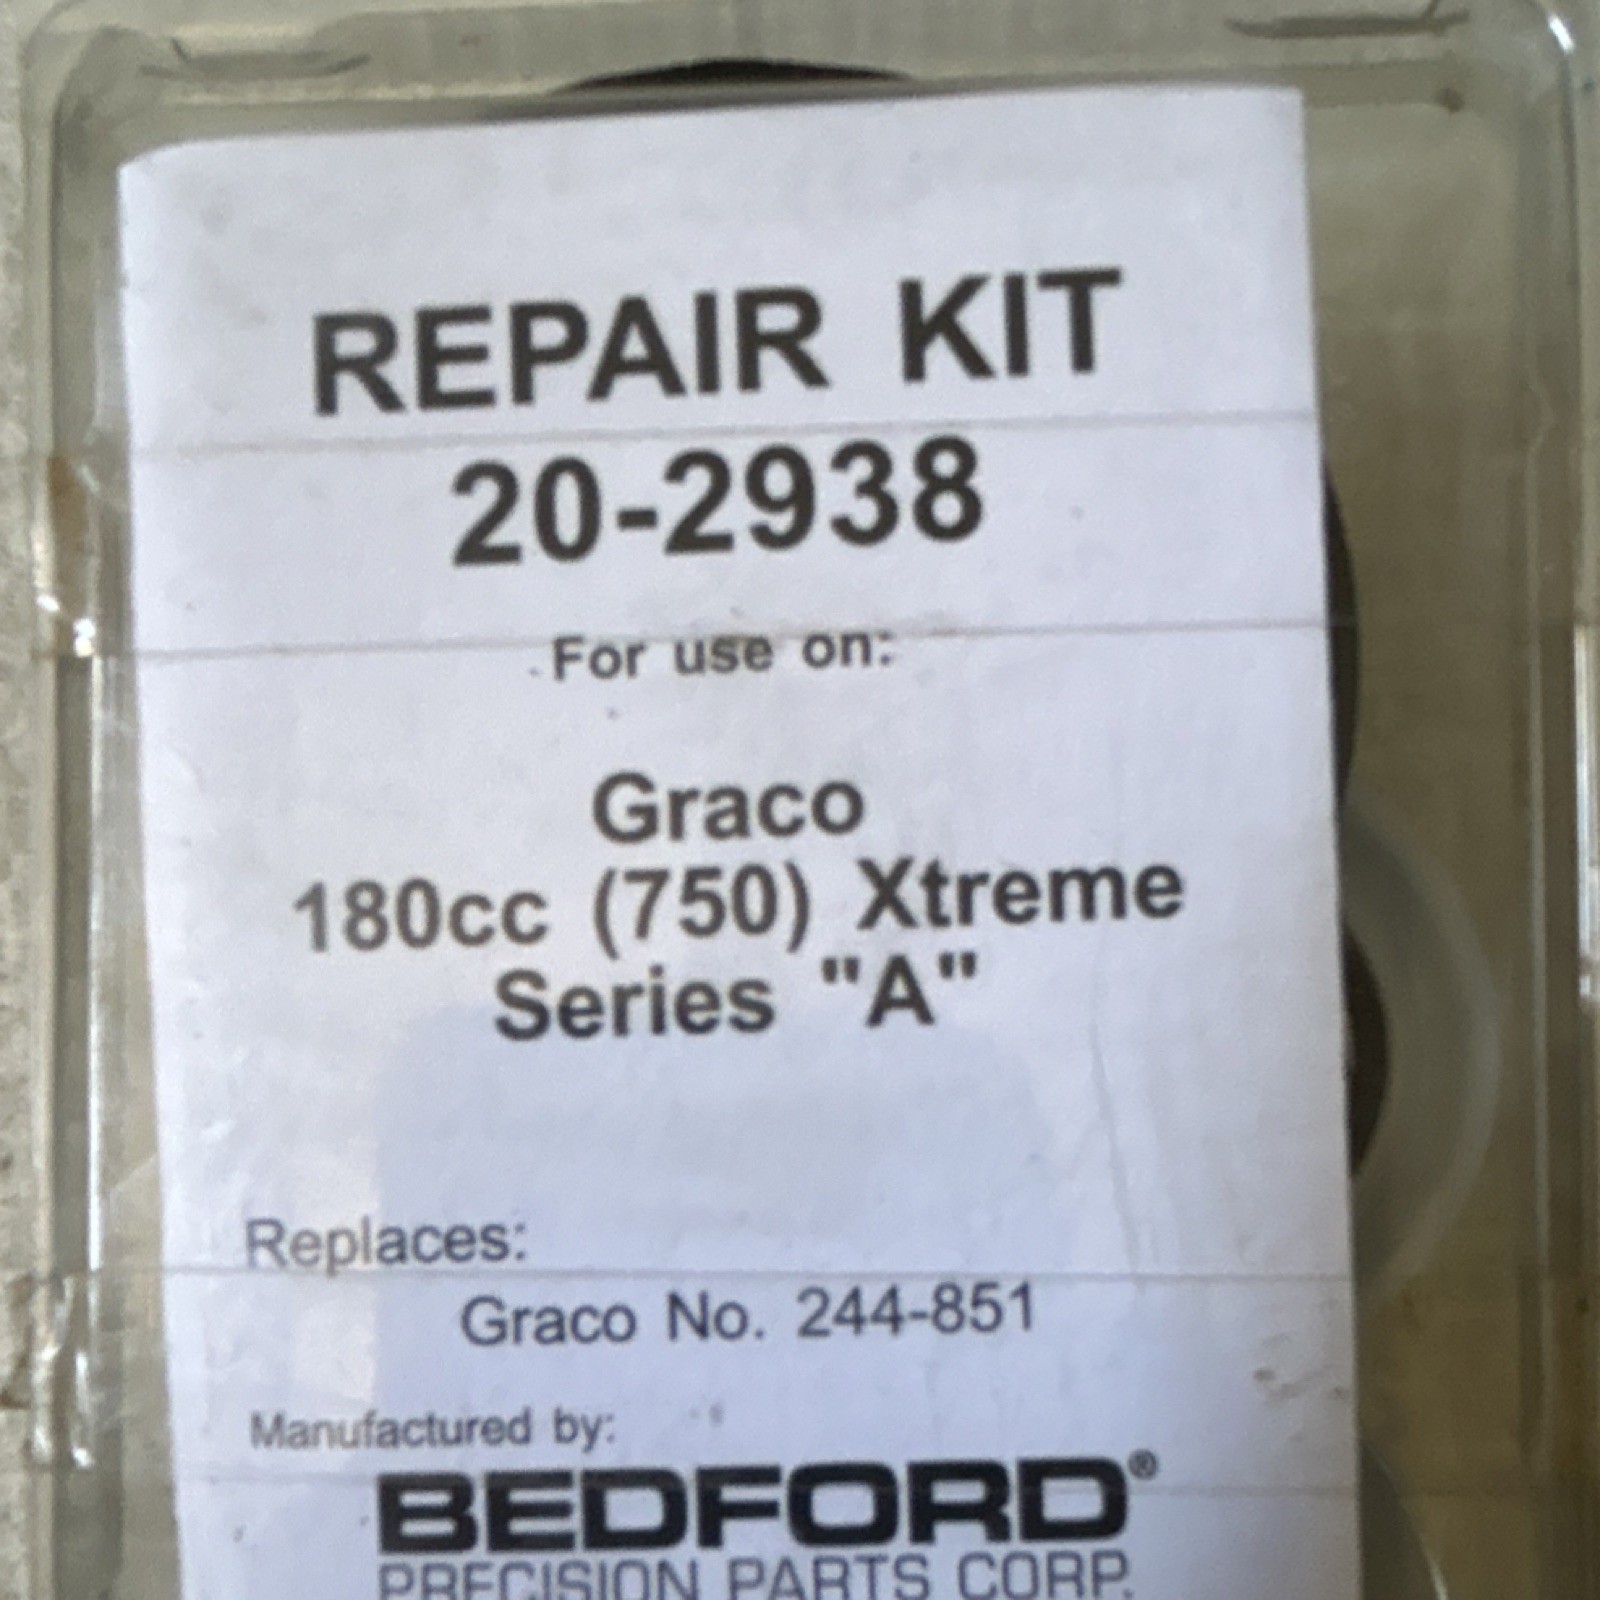 REPAIR KIT
20-2938
For use on:
Graco
180cc (750) Xtreme
Series "A"
Replaces:
Graco No. 244-851
Manufactured by:
BEDFORD®
PRECISION PARTS CORP.